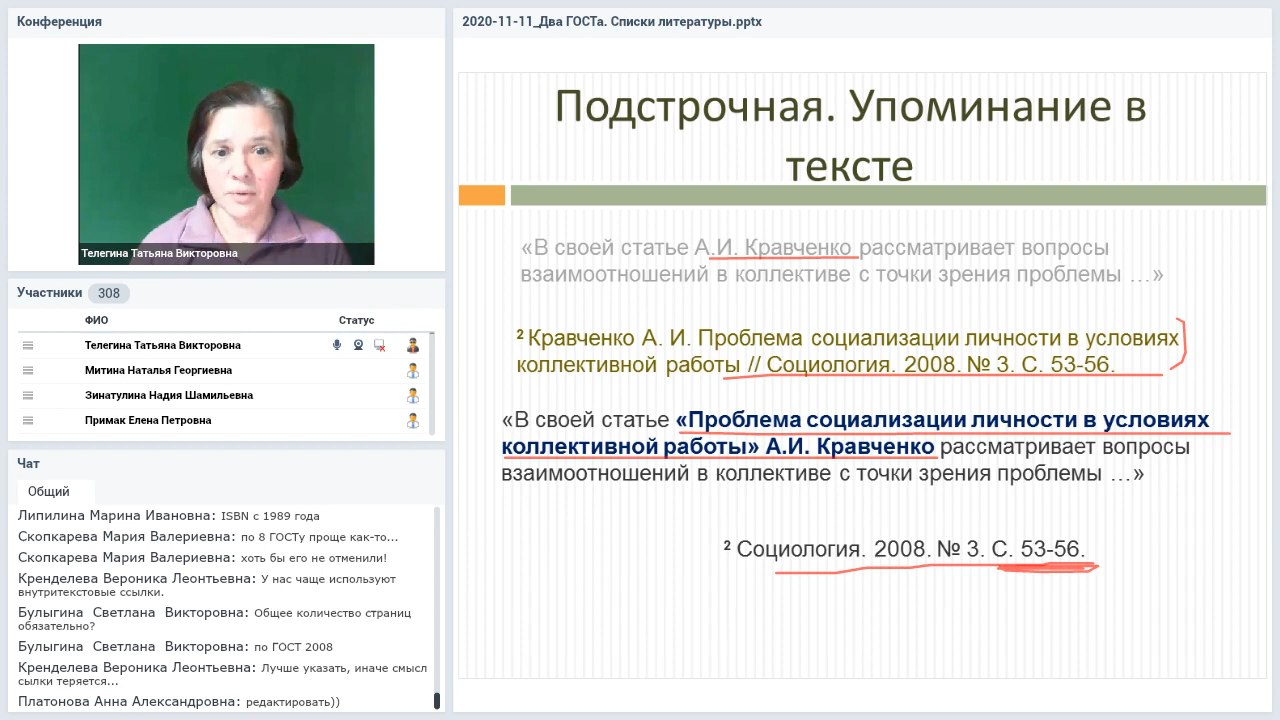 Конференция
Телегина Татьяна Викторовна
Участники 308
ФИО Статус
Телегина Татьяна Викторовна
Митина Наталья Георгиевна
Зинатулина Надия Шамильевна
Примак Елена Петровна
Чат
Общий
Липилина Марина Ивановна: ISBN с 1989 года
Скопкарева Мария Валериевна: по 8 ГОСТу проще как-то...
Скопкарева Мария Валериевна: хоть бы его не отменили!
Кренделева Вероника Леонтьевна: У нас чаще используют
внутритекстовые ссылки.
Булыгина Светлана Викторовна: Общее количество страниц
обязательно?
Булыгина Светлана Викторовна: по ГОСТ 2008
Кренделева Вероника Леонтьевна: Лучше указать, иначе смысл
сылки теряется...
Платонова Анна Александровна: редактировать))
2020-11-11_Два ГОСТа. Списки литературы.pptx
Подстрочная. Упоминание в
тексте
«В своей статье А.И. Кравченко рассматривает вопросы
взаимоотношений в коллективе с точки зрения проблемы …»
² Кравченко А. И. Проблема социализации личности в условиях
коллективной работы // Социология. 2008. № 3. С. 53-56.
«В своей статье «Проблема социализации личности в условиях
коллективной работы» А.И. Кравченко рассматривает вопросы
взаимоотношений в коллективе с точки зрения проблемы …»
² Социология. 2008. № 3. С. 53-56.